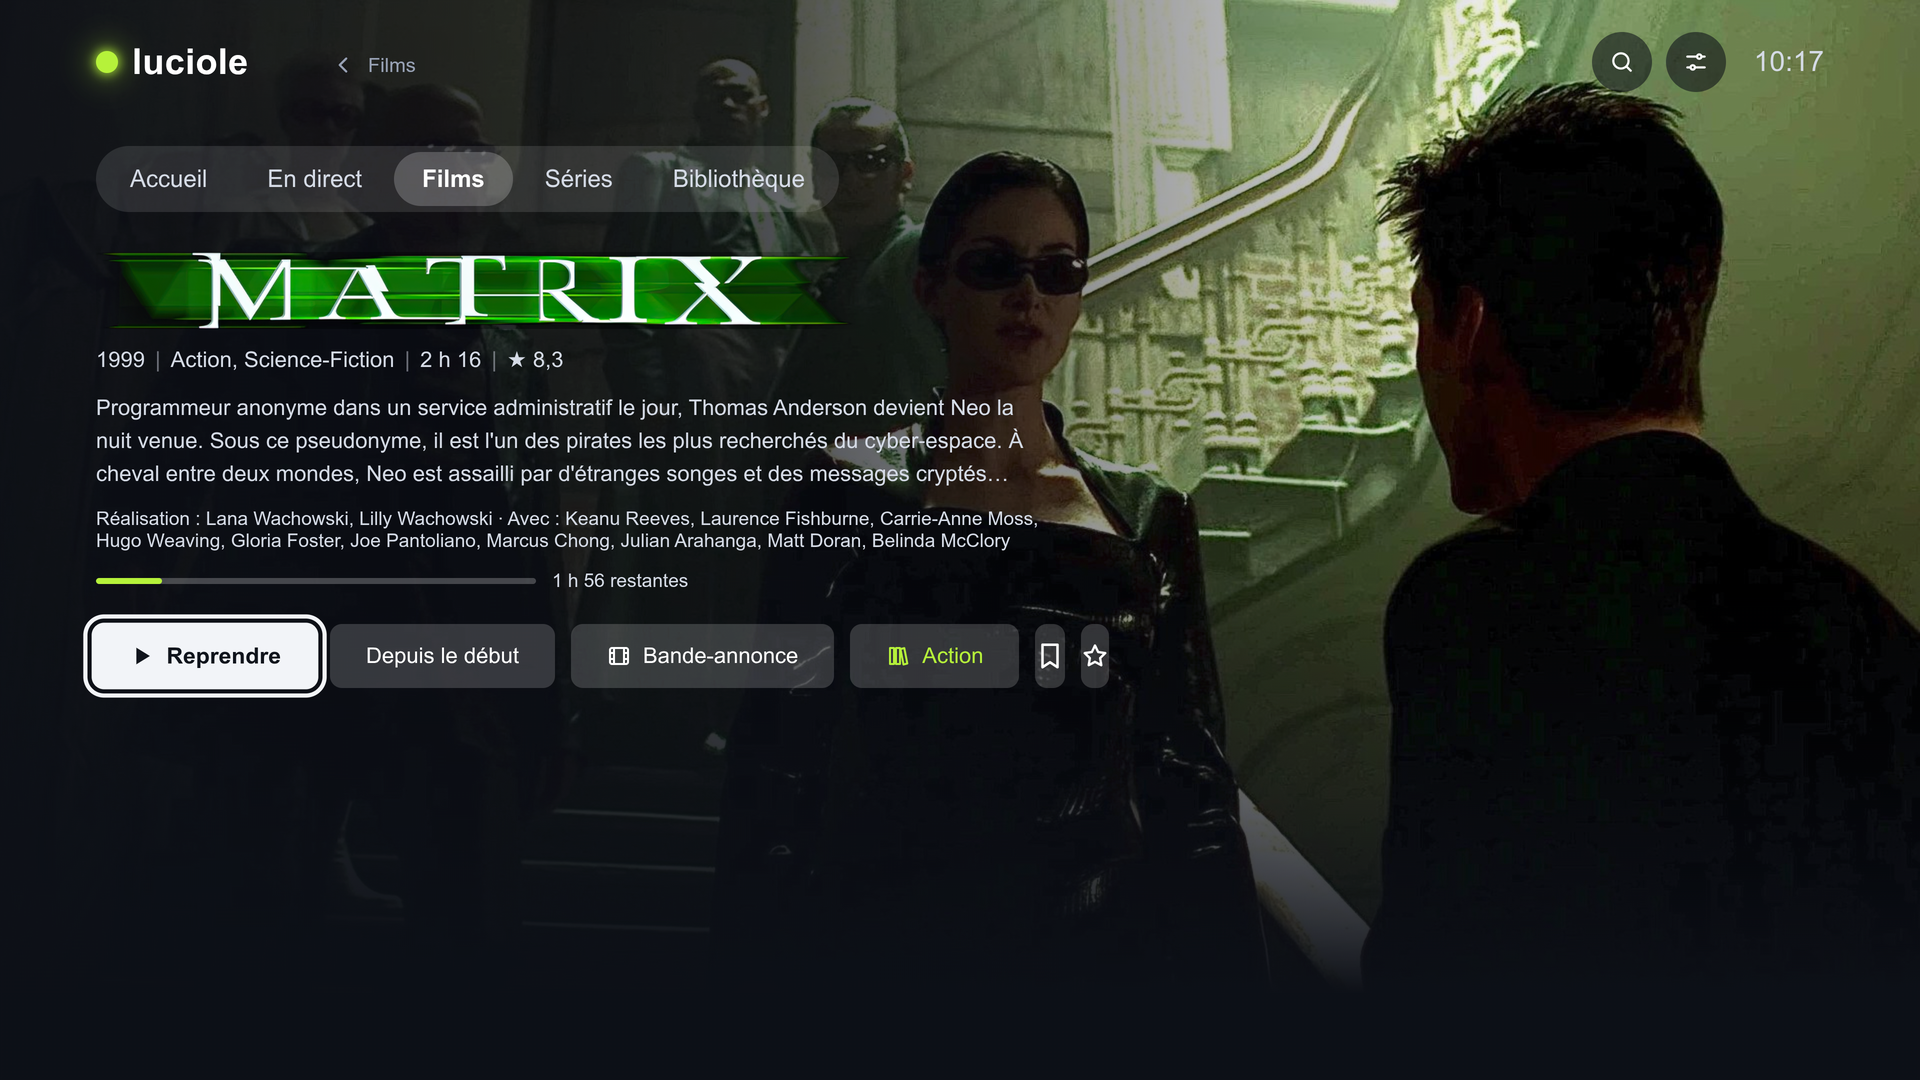 luciole
Films
10:17
Accueil
En direct
Films
Séries
Bibliothèque
MATRIX
1999 | Action, Science-Fiction | 2 h 16 | ★ 8,3
Programmeur anonyme dans un service administratif le jour, Thomas Anderson devient Neo la
nuit venue. Sous ce pseudonyme, il est l'un des pirates les plus recherchés du cyber-espace. À
cheval entre deux mondes, Neo est assailli par d'étranges songes et des messages cryptés…
Réalisation : Lana Wachowski, Lilly Wachowski · Avec : Keanu Reeves, Laurence Fishburne, Carrie-Anne Moss,
Hugo Weaving, Gloria Foster, Joe Pantoliano, Marcus Chong, Julian Arahanga, Matt Doran, Belinda McClory
1 h 56 restantes
Reprendre
Depuis le début
Bande-annonce
Action